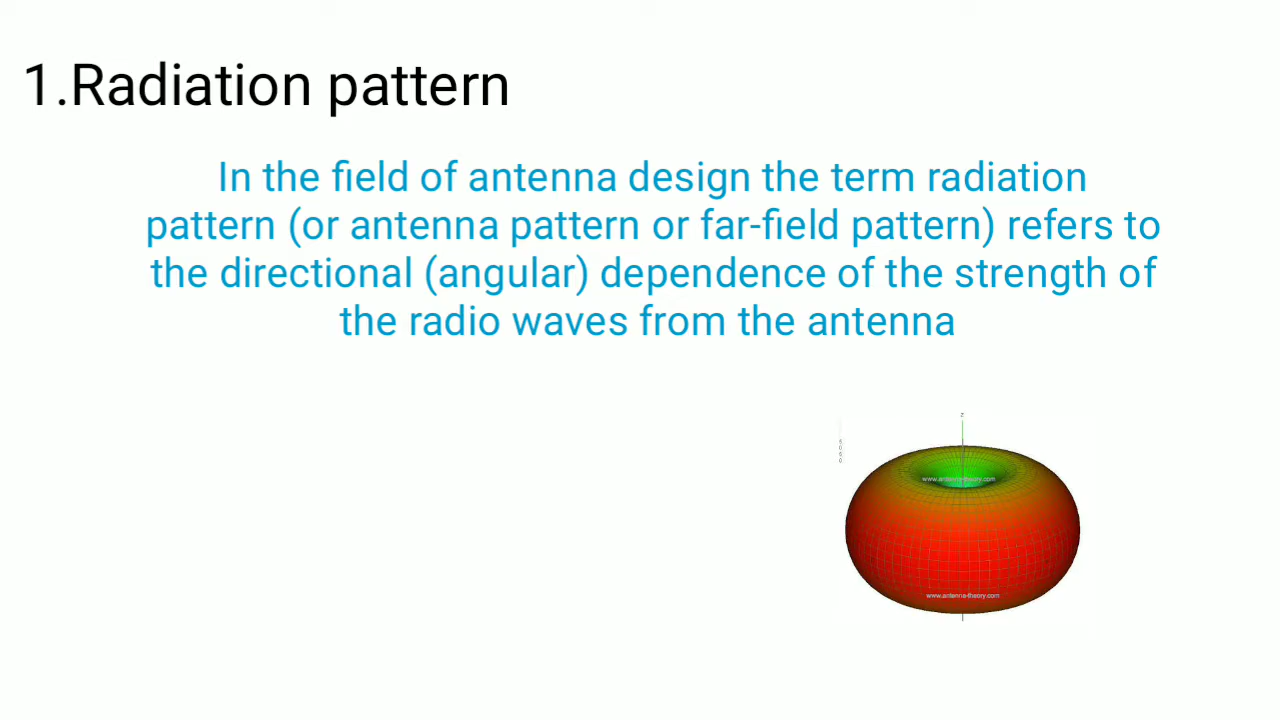 1.Radiation pattern
In the field of antenna design the term radiation
pattern (or antenna pattern or far-field pattern) refers to
the directional (angular) dependence of the strength of
the radio waves from the antenna
z
www.antenna-theory.com
www.antenna-theory.com